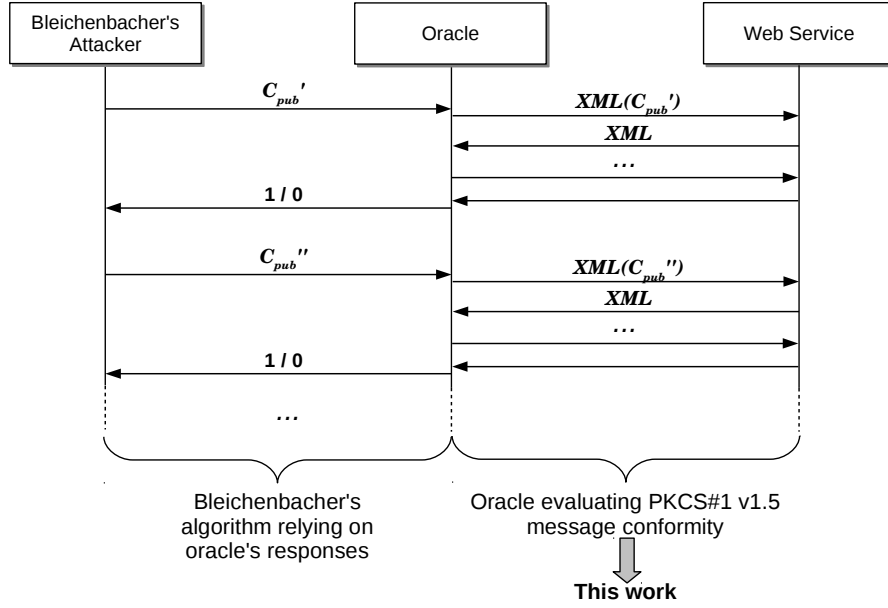 Bleichenbacher's
Attacker
Oracle
Web Service
C_pub'
XML(C_pub')
XML
...
1 / 0
C_pub''
XML(C_pub'')
XML
...
1 / 0
...
Bleichenbacher's
algorithm relying on
oracle's responses
Oracle evaluating PKCS#1 v1.5
message conformity
This work